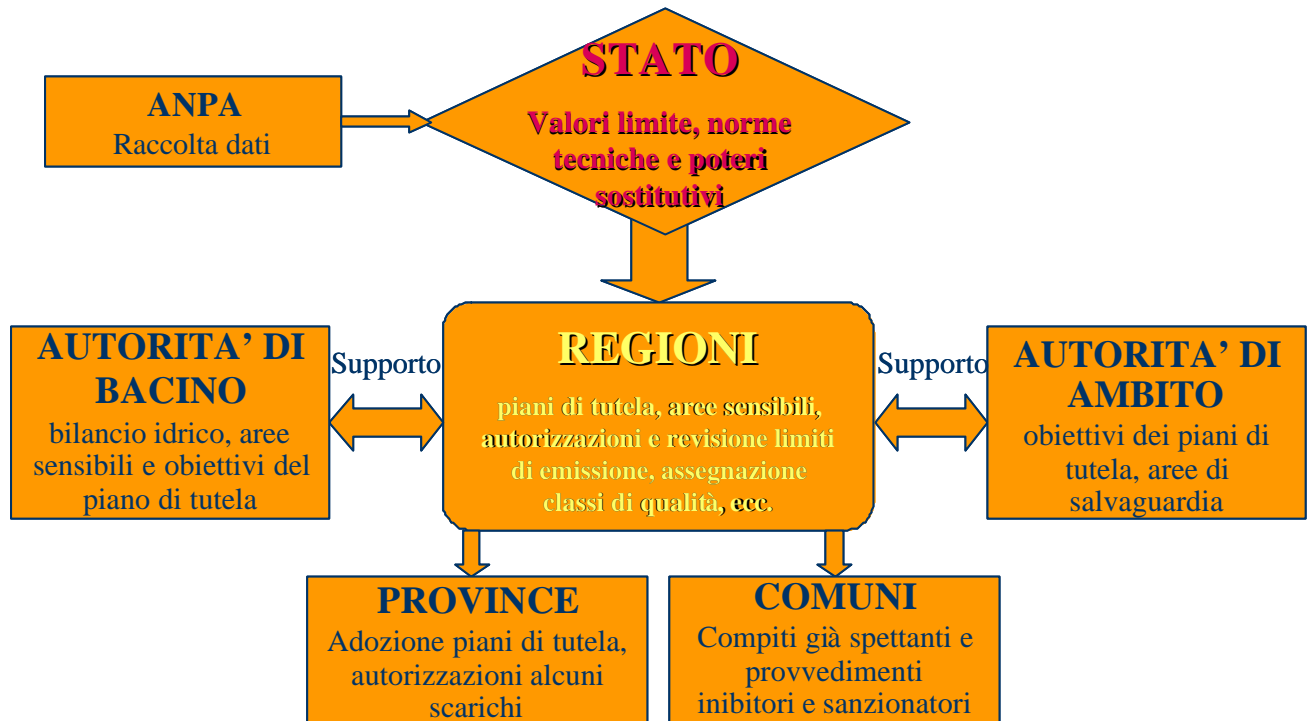 STATO
Valori limite, norme
tecniche e poteri
sostitutivi
ANPA
Raccolta dati
AUTORITA’ DI
BACINO
bilancio idrico, aree
sensibili e obiettivi del
piano di tutela
Supporto
REGIONI
piani di tutela, aree sensibili,
autorizzazioni e revisione limiti
di emissione, assegnazione
classi di qualità, ecc.
Supporto
AUTORITA’ DI
AMBITO
obiettivi dei piani di
tutela, aree di
salvaguardia
PROVINCE
Adozione piani di tutela,
autorizzazioni alcuni
scarichi
COMUNI
Compiti già spettanti e
provvedimenti
inibitori e sanzionatori